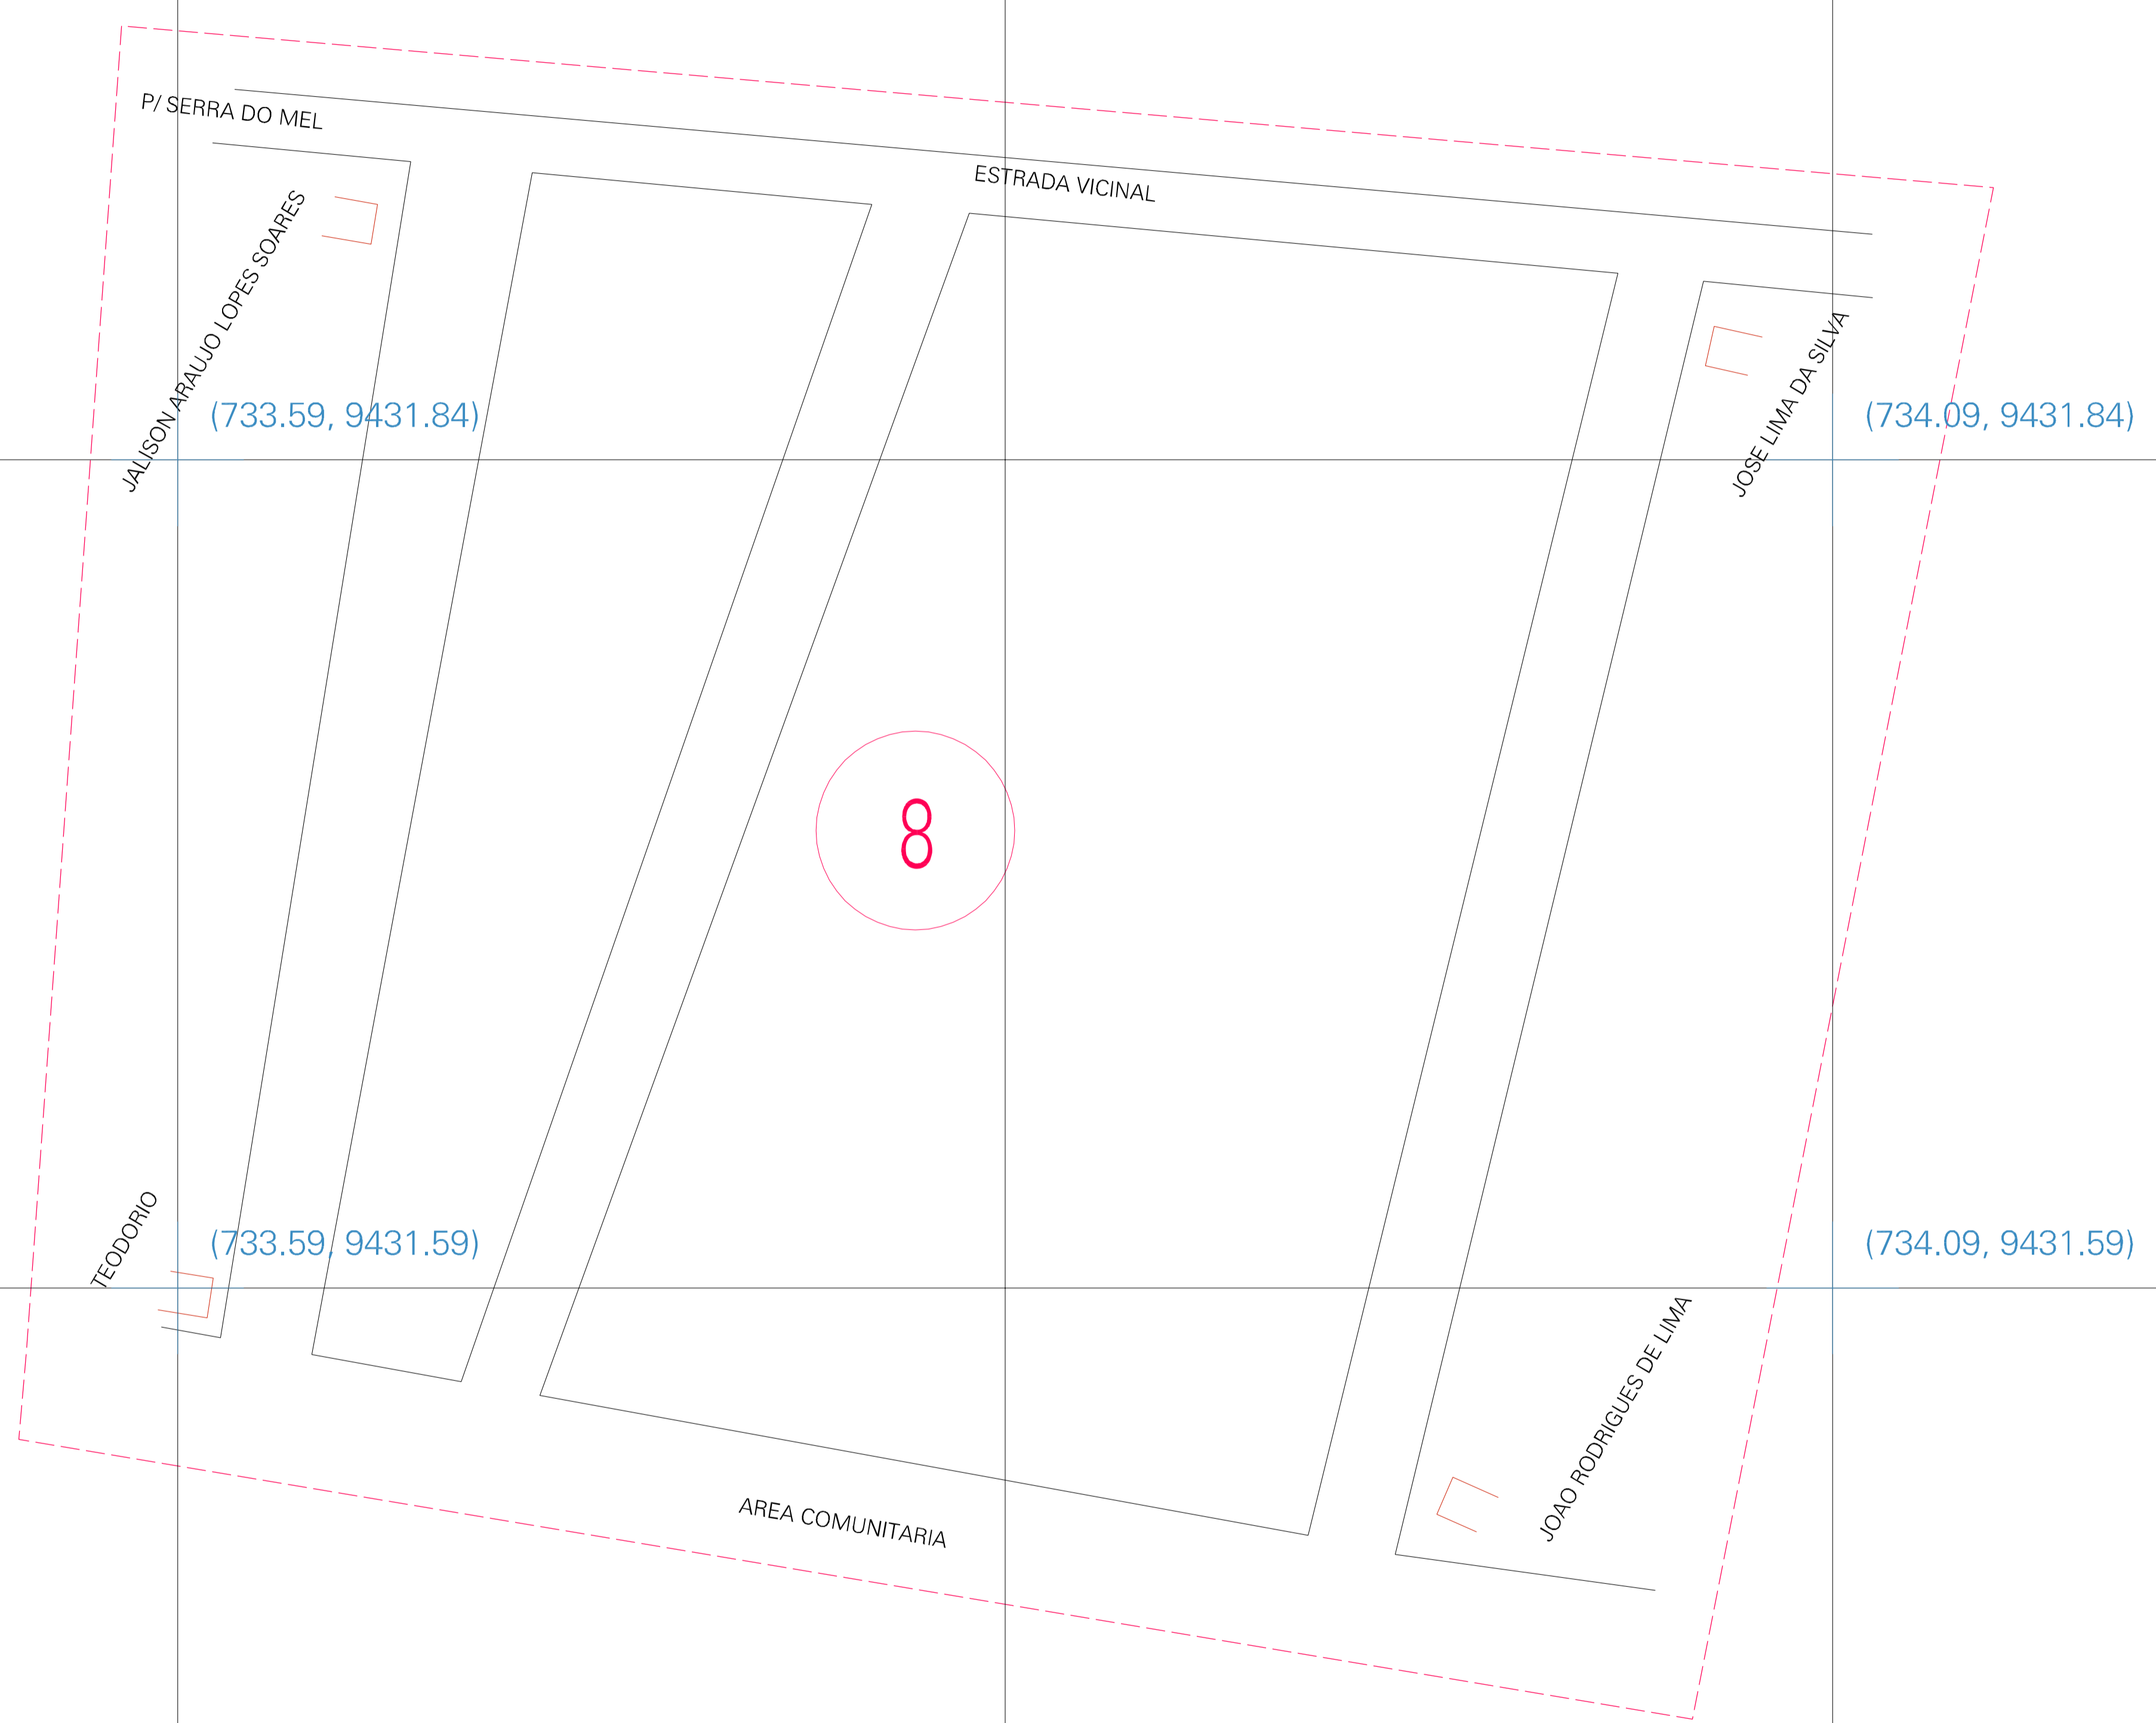 P/ SERRA DO MEL
ESTRADA VICINAL
JALISON ARAUJO LOPES SOARES
JOSE LIMA DA SILVA
(733.59, 9431.84)
(734.09, 9431.84)
8
TEODORIO
(733.59, 9431.59)
(734.09, 9431.59)
JOAO RODRIGUES DE LIMA
AREA COMUNITARIA